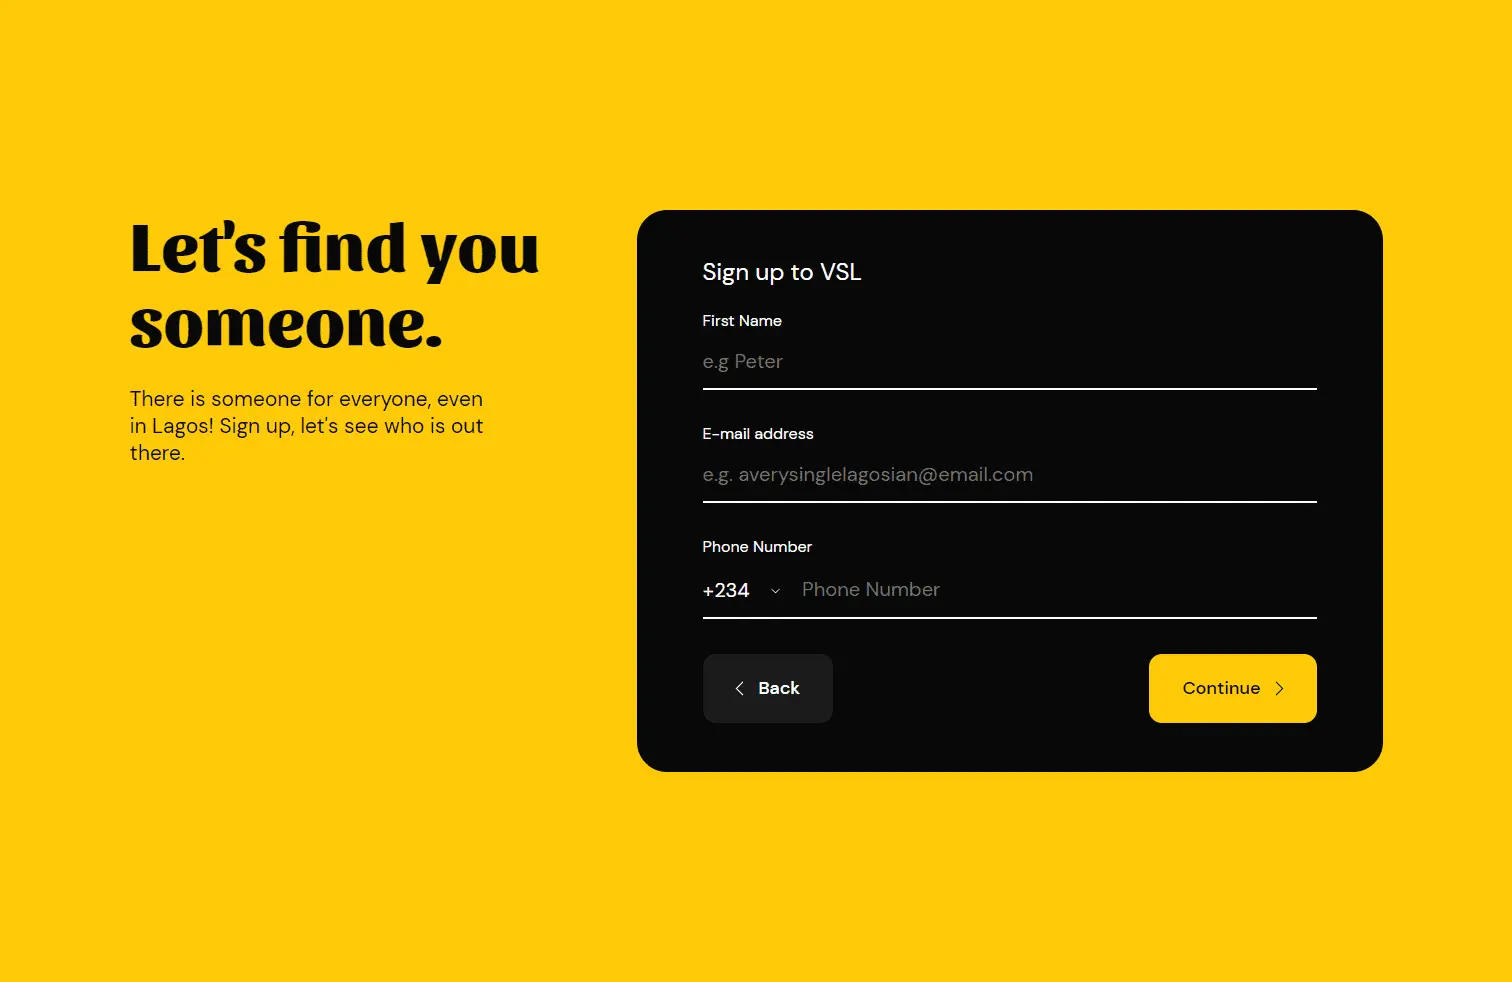 Let's find you
someone.
There is someone for everyone, even
in Lagos! Sign up, let's see who is out
there.
Sign up to VSL
First Name
e.g Peter
E-mail address
e.g. averysinglelagosian@email.com
Phone Number
+234 Phone Number
Back
Continue